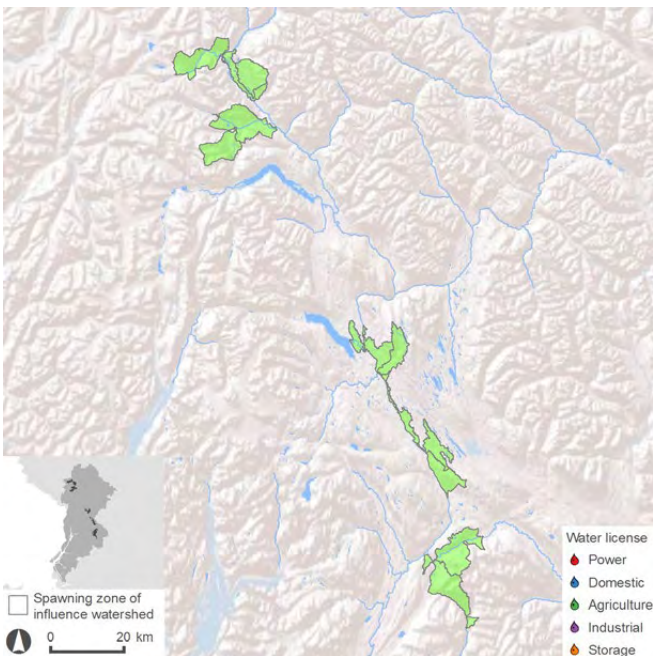 Spawning zone of
influence watershed
0 20 km
Water license
Power
Domestic
Agriculture
Industrial
Storage